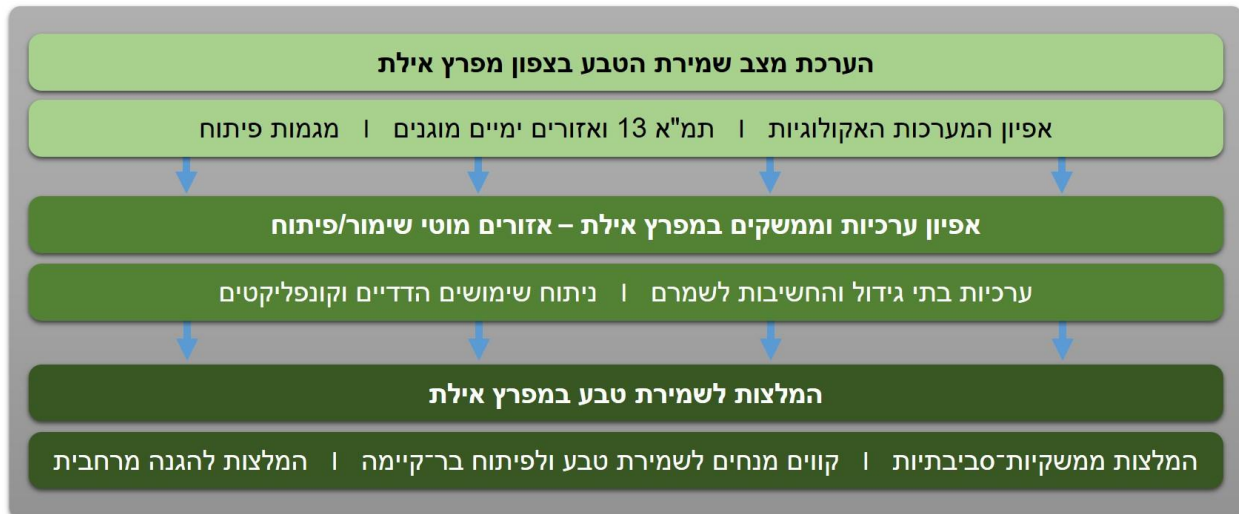 הערכת מצב שמירת הטבע בצפון מפרץ אילת
אפיון המערכות האקולוגיות I תמ"א 13 ואזורים ימיים מוגנים I מגמות פיתוח
אפיון ערכיות וממשקים במפרץ אילת – אזורים מוטי שימור/פיתוח
ערכיות בתי גידול והחשיבות לשמרם I ניתוח שימושים הדדיים וקונפליקטים
המלצות לשמירת טבע במפרץ אילת
המלצות ממשקיות־סביבתיות I קווים מנחים לשמירת טבע ולפיתוח בר־קיימה I המלצות להגנה מרחבית